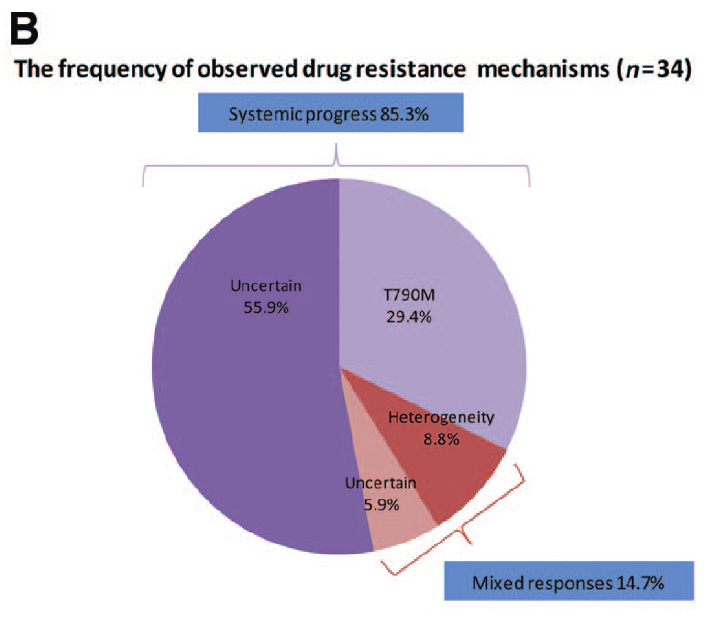 B
The frequency of observed drug resistance mechanisms (n=34)
Systemic progress 85.3%
Uncertain
55.9%
T790M
29.4%
Heterogeneity
8.8%
Uncertain
5.9%
Mixed responses 14.7%